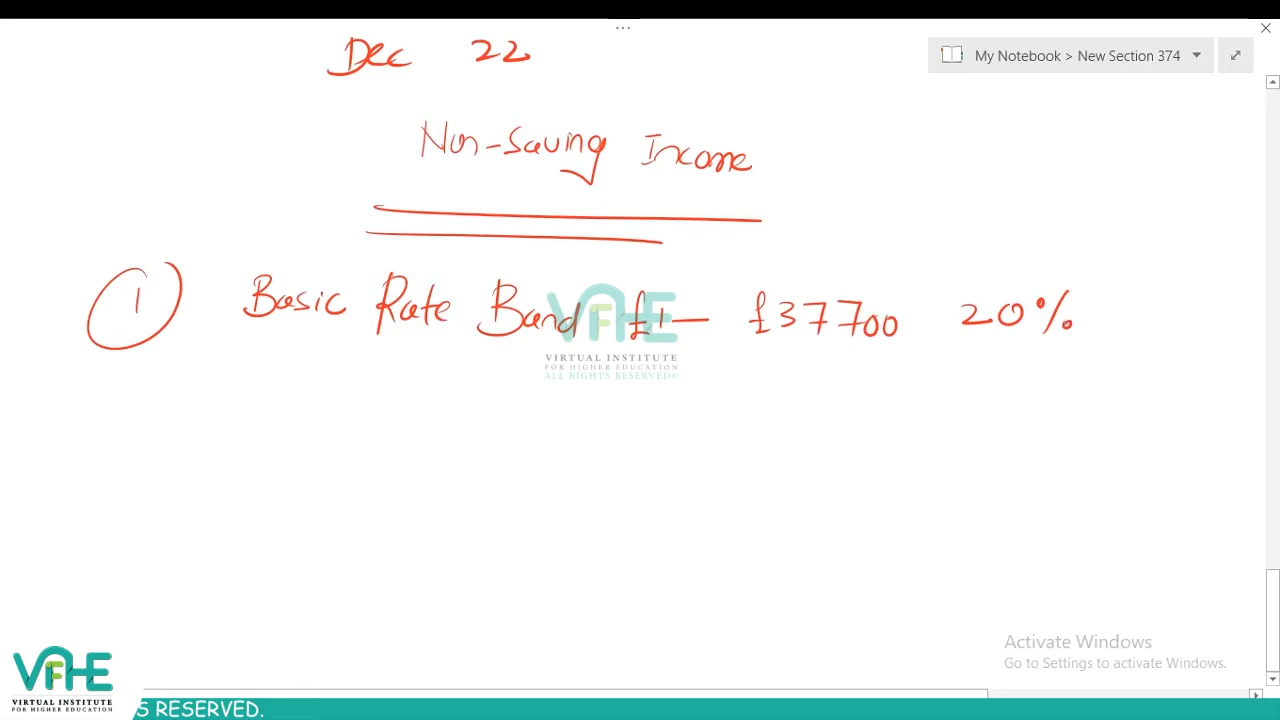 ...
My Notebook > New Section 374
Dec 22
Non-Saving Income
1 Basic Rate Band £1 — £37700 20%
VFHE
VIRTUAL INSTITUTE
FOR HIGHER EDUCATION
ALL RIGHTS RESERVED®
Activate Windows
Go to Settings to activate Windows.
VFHE
VIRTUAL INSTITUTE
FOR HIGHER EDUCATION
S RESERVED.